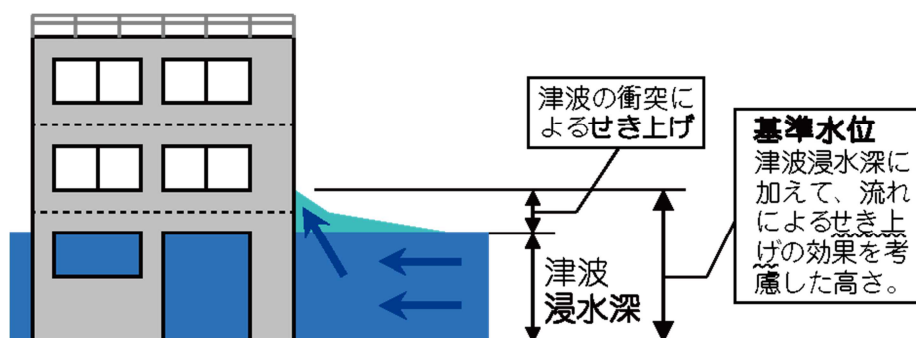 津波の衝突に
よるせき上げ
基準水位
津波浸水深に
加えて、流れ
によるせき上
げの効果を考
慮した高さ。
津波
浸水深